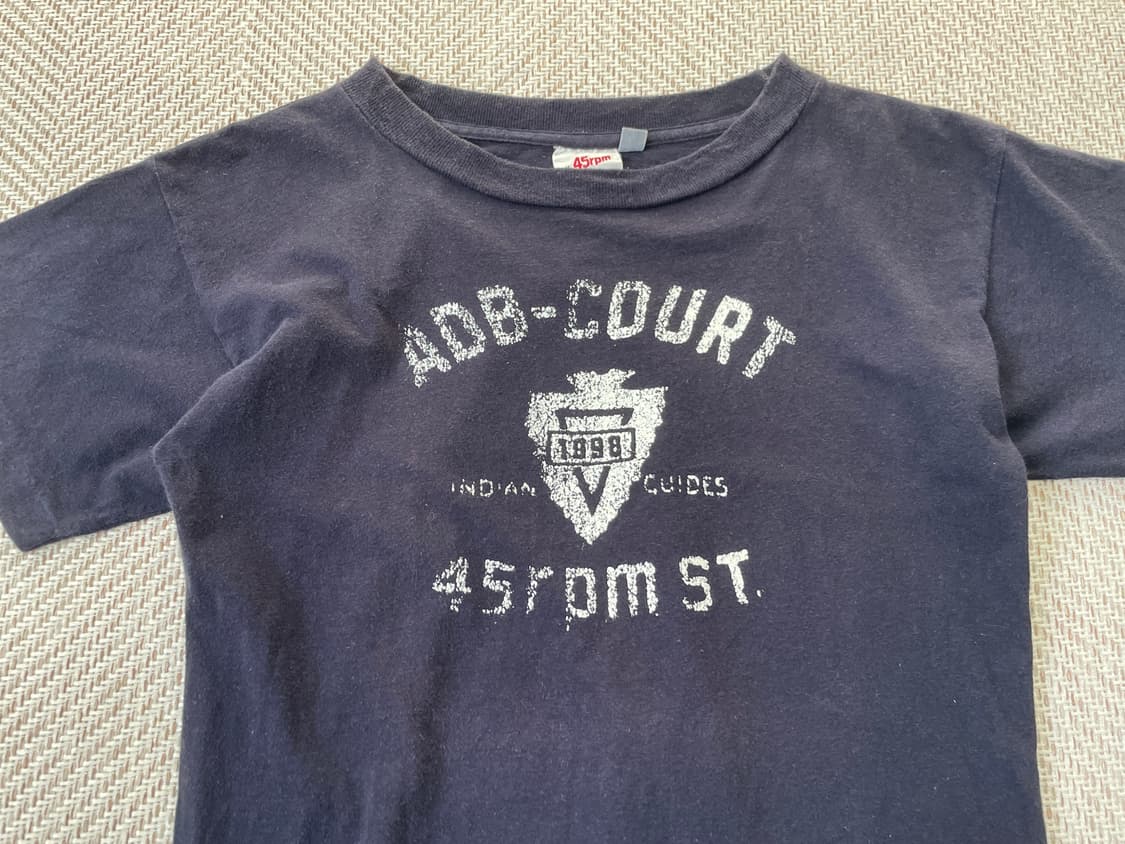 45rpm
ADB-COURT
1998
INDIAN GUIDES
45rpm ST.